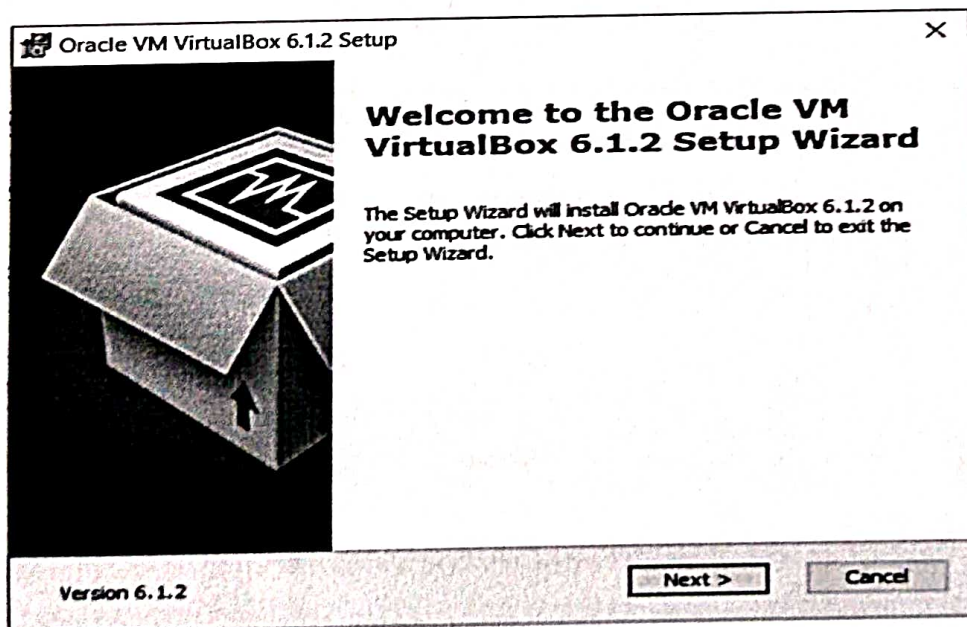 Oracle VM VirtualBox 6.1.2 Setup
Welcome to the Oracle VM
VirtualBox 6.1.2 Setup Wizard
The Setup Wizard will install Oracle VM VirtualBox 6.1.2 on
your computer. Click Next to continue or Cancel to exit the
Setup Wizard.
Version 6.1.2
Next >
Cancel